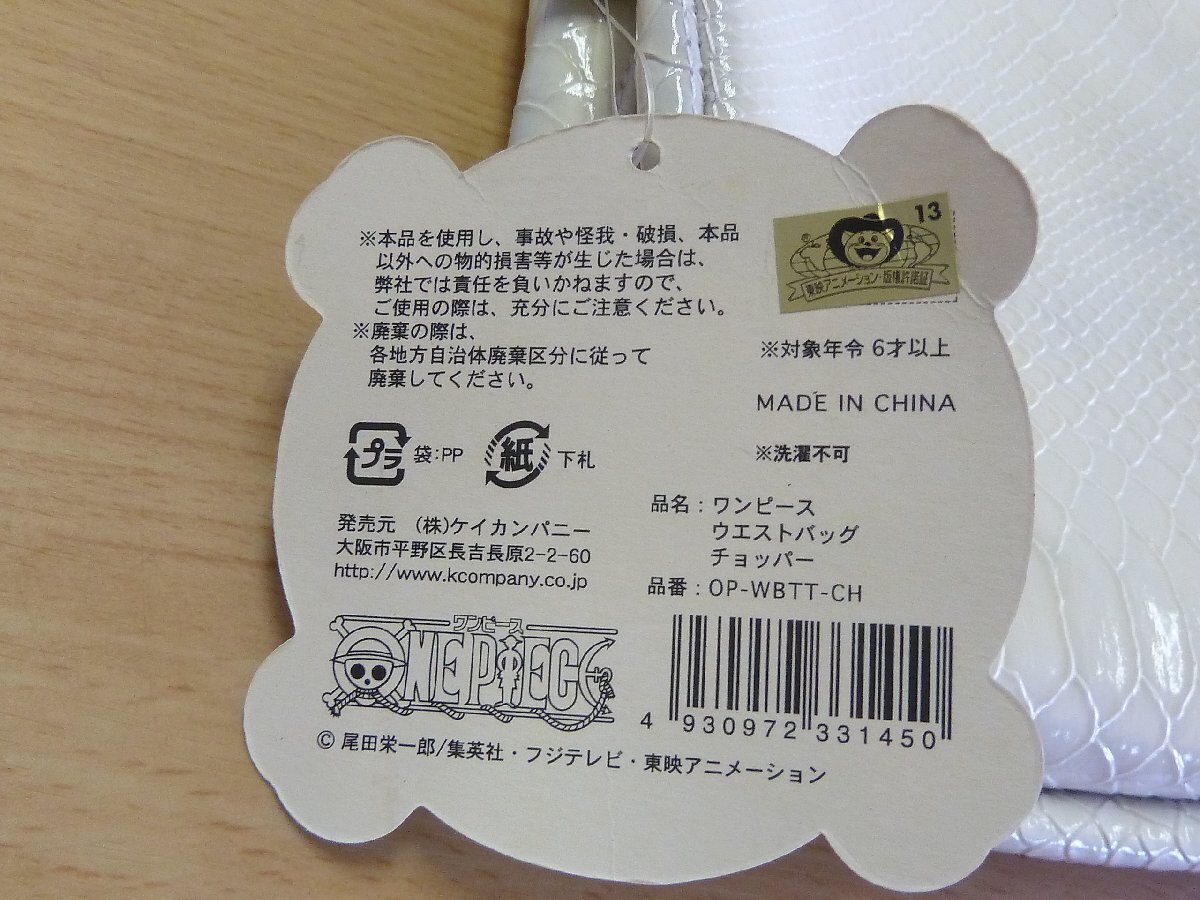 ※本品を使用し、事故や怪我・破損、本品
以外への物的損害等が生じた場合は、
弊社では責任を負いかねますので、
ご使用の際は、充分にご注意ください。
※廃棄の際は、
各地方自治体廃棄区分に従って
廃棄してください。
プラ 袋:PP 紙 下札
発売元 (株)ケイカンパニー
大阪市平野区長吉長原2-2-60
http://www.kcompany.co.jp
ワンピース
ONE PIECE
© 尾田栄一郎/集英社・フジテレビ・東映アニメーション
13
東映アニメーション・版権許諾証
※対象年令 6才以上
MADE IN CHINA
※洗濯不可
品名:ワンピース
ウエストバッグ
チョッパー
品番:OP-WBTT-CH
4 930972 331450